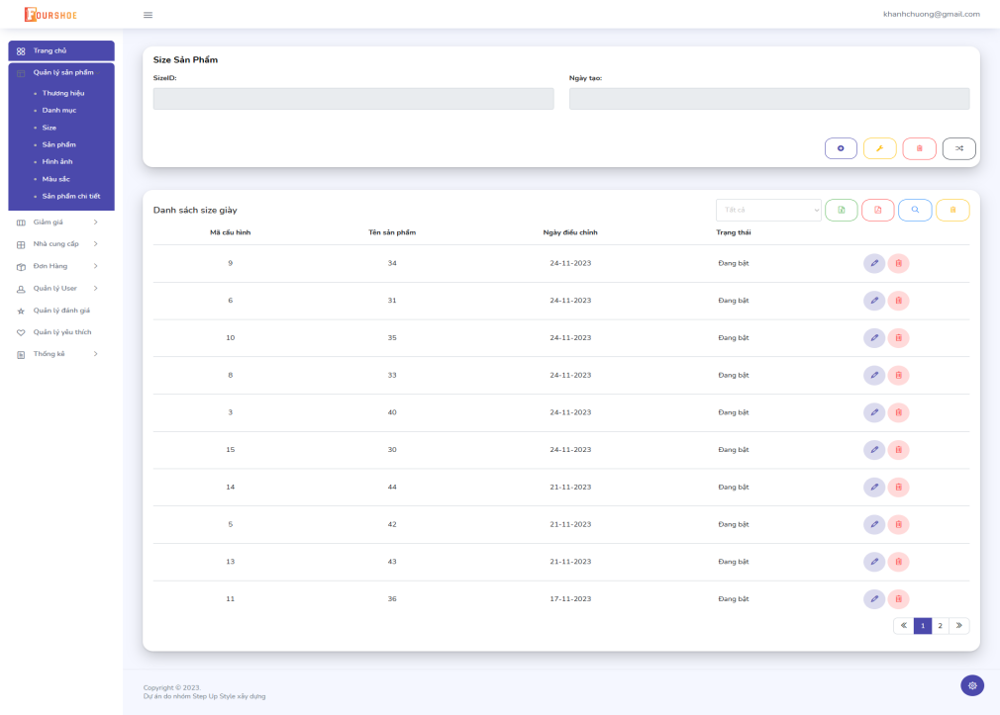 FOURSHOE
khanhchuong@gmail.com
Trang chủ
Quản lý sản phẩm
Thương hiệu
Danh mục
Size
Sản phẩm
Hình ảnh
Màu sắc
Sản phẩm chi tiết
Giảm giá
Nhà cung cấp
Đơn Hàng
Quản lý User
Quản lý đánh giá
Quản lý yêu thích
Thống kê
Size Sản Phẩm
SizeID: Ngày tạo:
Danh sách size giày Tất cả
Mã cấu hình Tên sản phẩm Ngày điều chỉnh Trạng thái
9 34 24-11-2023 Đang bật
6 31 24-11-2023 Đang bật
10 35 24-11-2023 Đang bật
8 33 24-11-2023 Đang bật
3 40 24-11-2023 Đang bật
15 30 24-11-2023 Đang bật
14 44 21-11-2023 Đang bật
5 42 21-11-2023 Đang bật
13 43 21-11-2023 Đang bật
11 36 17-11-2023 Đang bật
« 1 2 »
Copyright © 2023.
Dự án do nhóm Step Up Style xây dựng